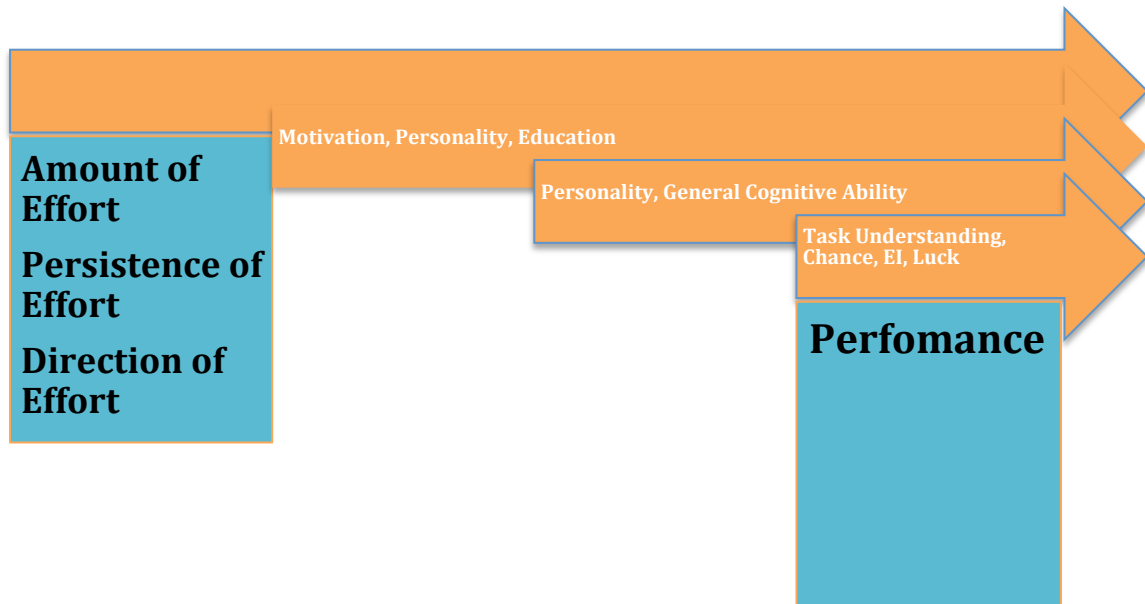 Motivation, Personality, Education
Amount of
Effort
Persistence of
Effort
Direction of
Effort
Personality, General Cognitive Ability
Task Understanding,
Chance, EI, Luck
Perfomance